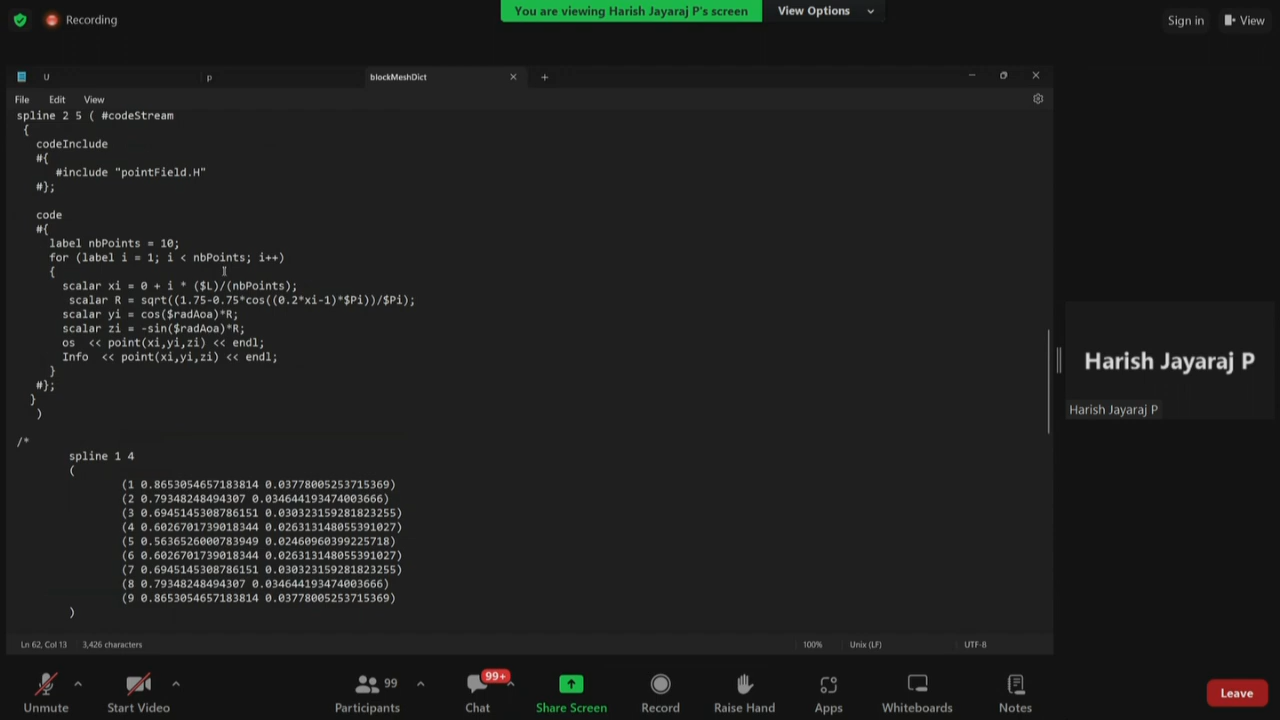 Recording
You are viewing Harish Jayaraj P's screen
View Options
Sign in
View
U
p
blockMeshDict
File Edit View
spline 2 5 ( #codeStream
{
codeInclude
#{
#include "pointField.H"
#};
code
#{
label nbPoints = 10;
for (label i = 1; i < nbPoints; i++)
{
scalar xi = 0 + i * ($L)/(nbPoints);
scalar R = sqrt((1.75-0.75*cos((0.2*xi-1)*$Pi))/$Pi);
scalar yi = cos($radAoa)*R;
scalar zi = -sin($radAoa)*R;
os << point(xi,yi,zi) << endl;
Info << point(xi,yi,zi) << endl;
}
#};
}
)
/*
spline 1 4
(
(1 0.8653054657183814 0.03778005253715369)
(2 0.79348248494307 0.034644193474003666)
(3 0.6945145308786151 0.030323159281823255)
(4 0.6026701739018344 0.026313148055391027)
(5 0.5636526000783949 0.02460960399225718)
(6 0.6026701739018344 0.026313148055391027)
(7 0.6945145308786151 0.030323159281823255)
(8 0.79348248494307 0.034644193474003666)
(9 0.8653054657183814 0.03778005253715369)
)
Ln 62, Col 13 3,426 characters 100% Unix (LF) UTF-8
Harish Jayaraj P
Harish Jayaraj P
99 99+
Unmute Start Video Participants Chat Share Screen Record Raise Hand Apps Whiteboards Notes Leave